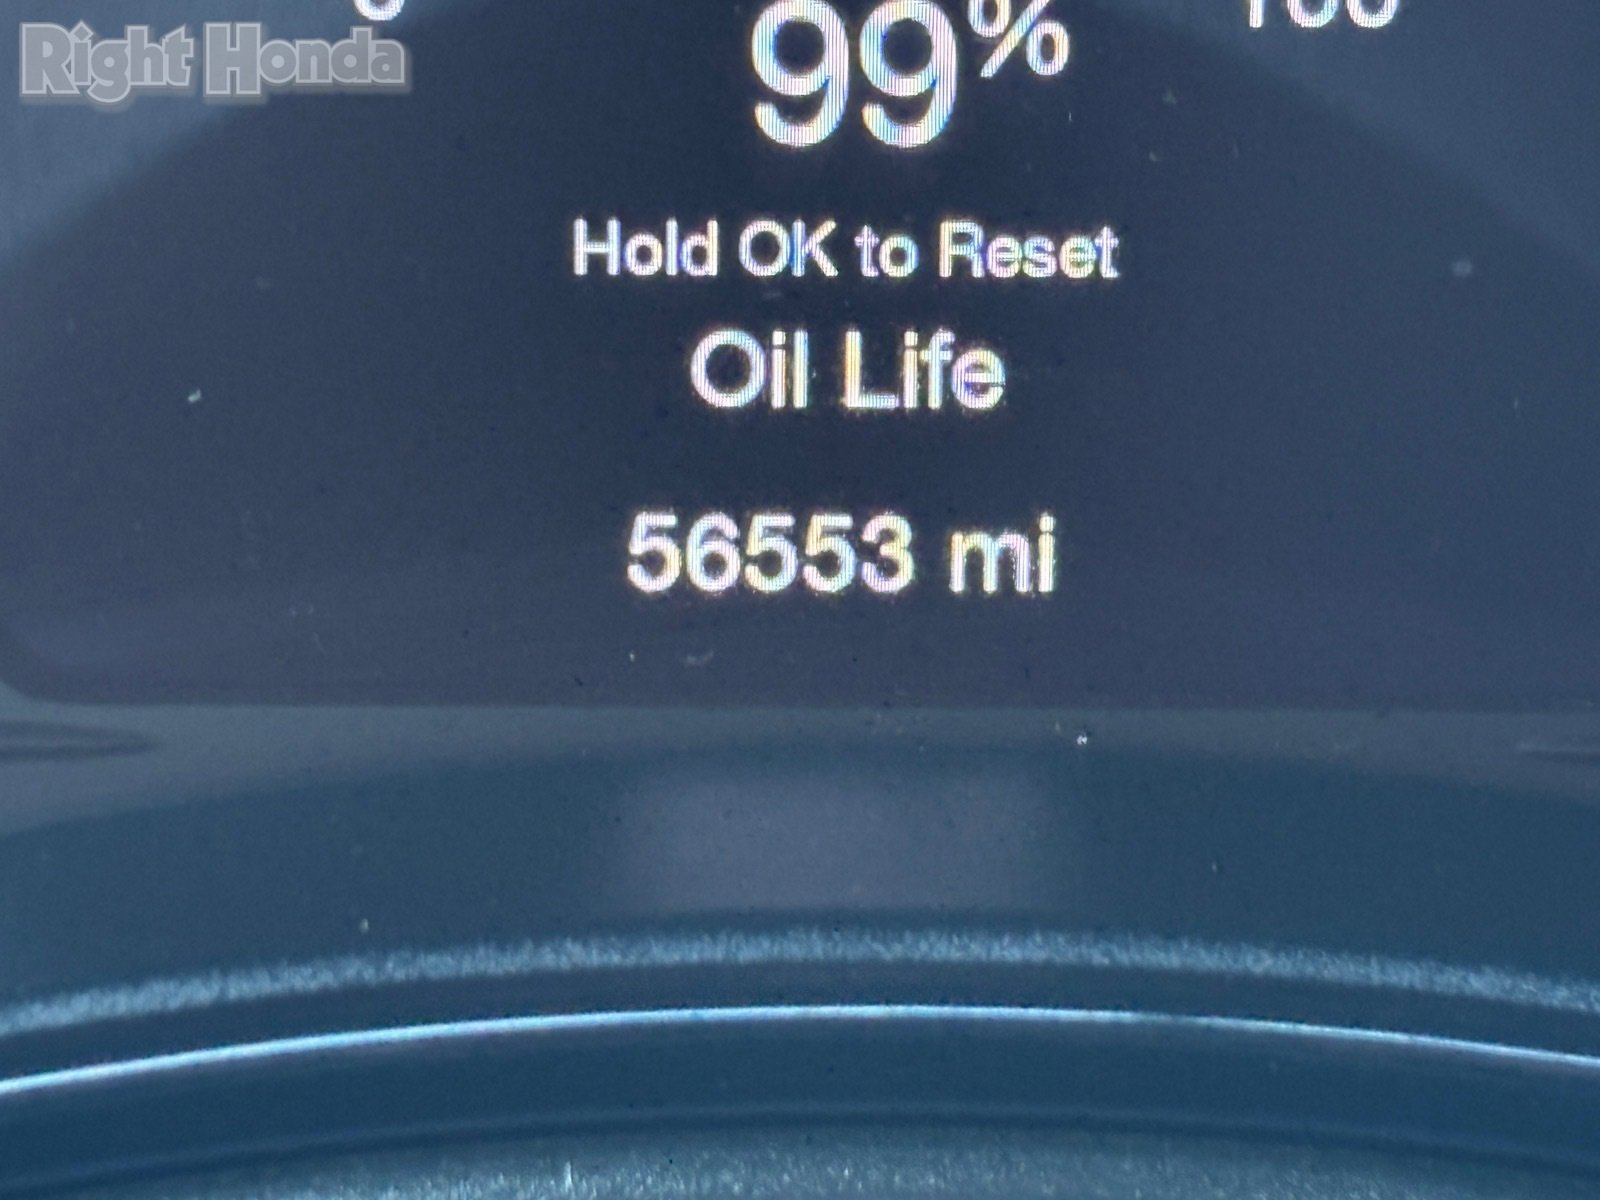 Right Honda
99%
Hold OK to Reset
Oil Life
56553 mi